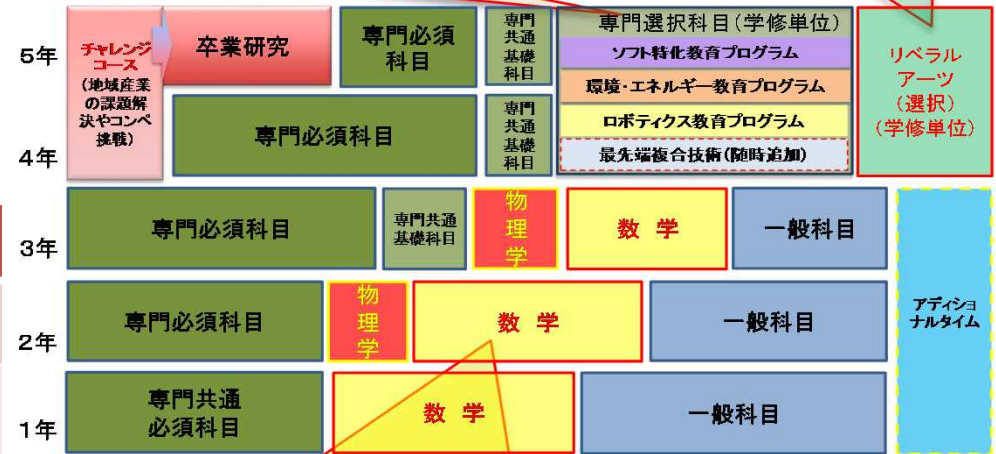 5年
チャレンジ
コース
(地域産業
の課題解
決やコンペ
挑戦)
卒業研究
専門必須
科目
専門
共通
基礎
科目
専門選択科目(学修単位)
ソフト特化教育プログラム
環境・エネルギー教育プログラム
ロボティクス教育プログラム
最先端複合技術(随時追加)
リベラル
アーツ
(選択)
(学修単位)
4年
専門必須科目
専門
共通
基礎
科目
3年
専門必須科目
専門共通
基礎科目
物
理
学
数 学
一般科目
アディショ
ナルタイム
2年
専門必須科目
物
理
学
数 学
一般科目
1年
専門共通
必須科目
数 学
一般科目